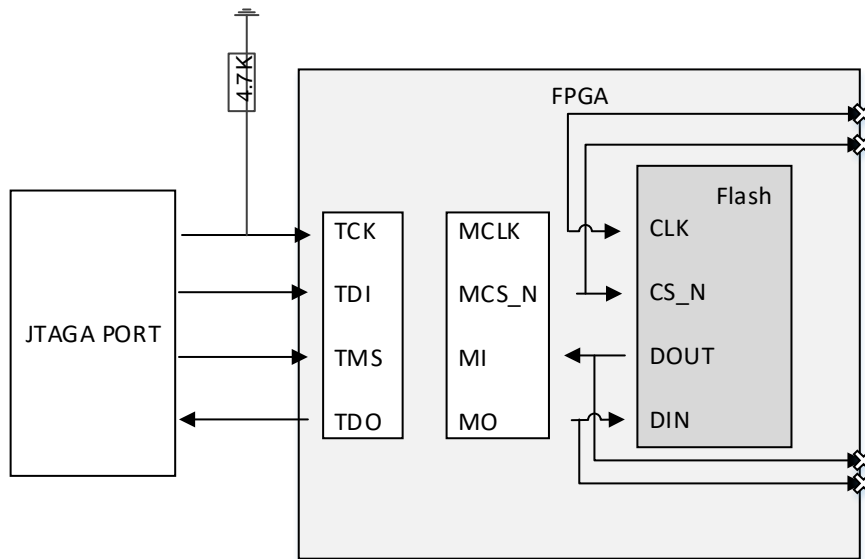 4.7K
FPGA
Flash
JTAGA PORT
TCK
TDI
TMS
TDO
MCLK
MCS_N
MI
MO
CLK
CS_N
DOUT
DIN